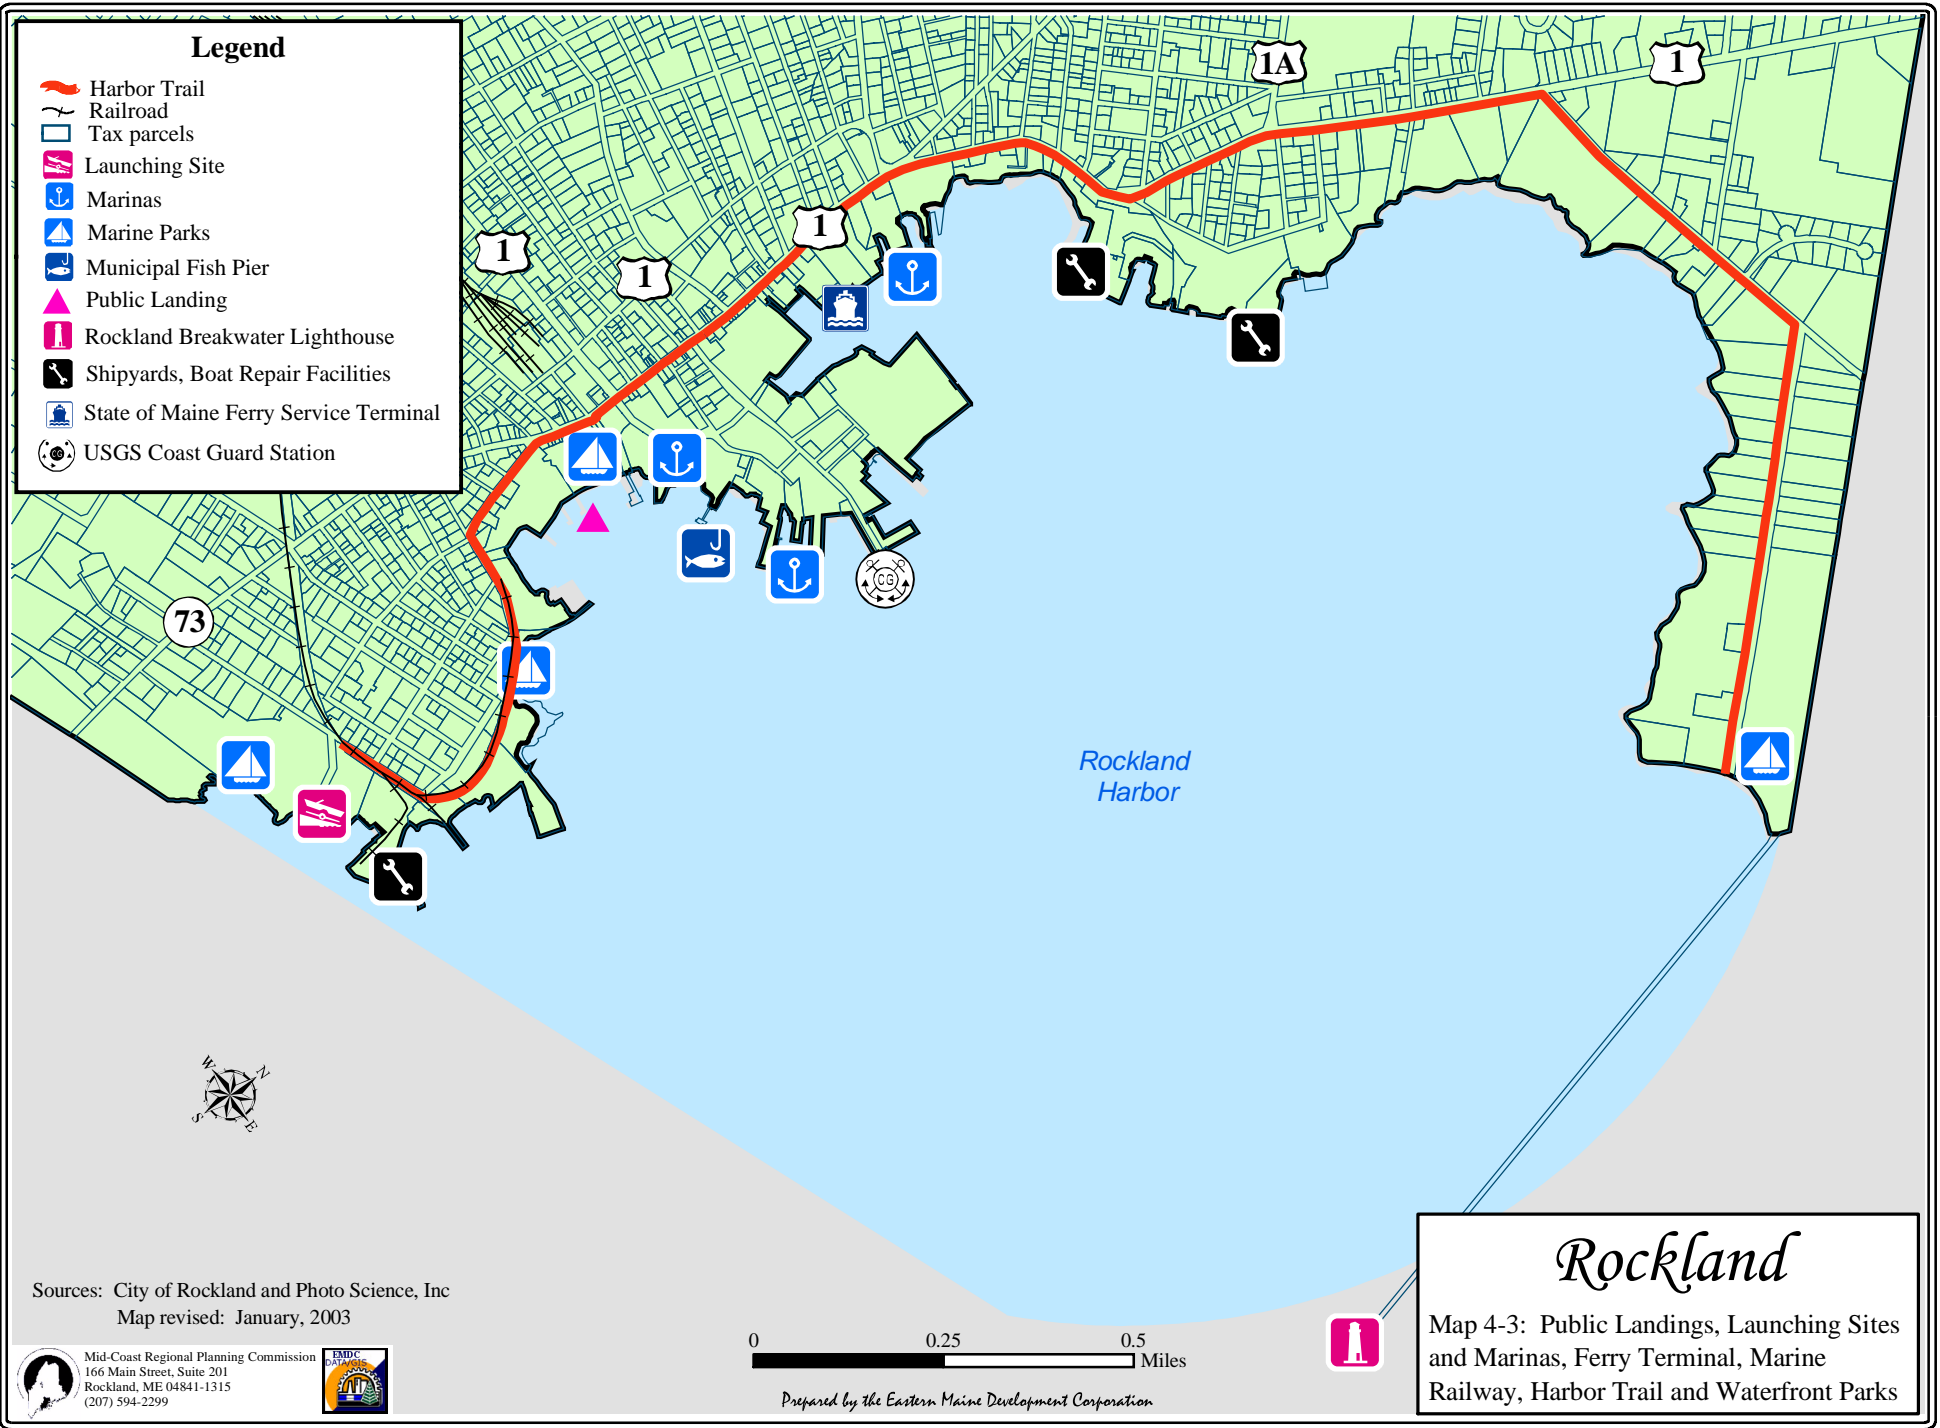 Legend
Harbor Trail
Railroad
Tax parcels
Launching Site
Marinas
Marine Parks
Municipal Fish Pier
Public Landing
Rockland Breakwater Lighthouse
Shipyards, Boat Repair Facilities
State of Maine Ferry Service Terminal
CG
USGS Coast Guard Station
1A
1
1
1
1
73
CG
Rockland
Harbor
W
N
S
E
Sources: City of Rockland and Photo Science, Inc
Map revised: January, 2003
Mid-Coast Regional Planning Commission
166 Main Street, Suite 201
Rockland, ME 04841-1315
(207) 594-2299
EMDC
DATA/GIS
0
0.25
0.5
Miles
Prepared by the Eastern Maine Development Corporation
Rockland
Map 4-3: Public Landings, Launching Sites
and Marinas, Ferry Terminal, Marine
Railway, Harbor Trail and Waterfront Parks